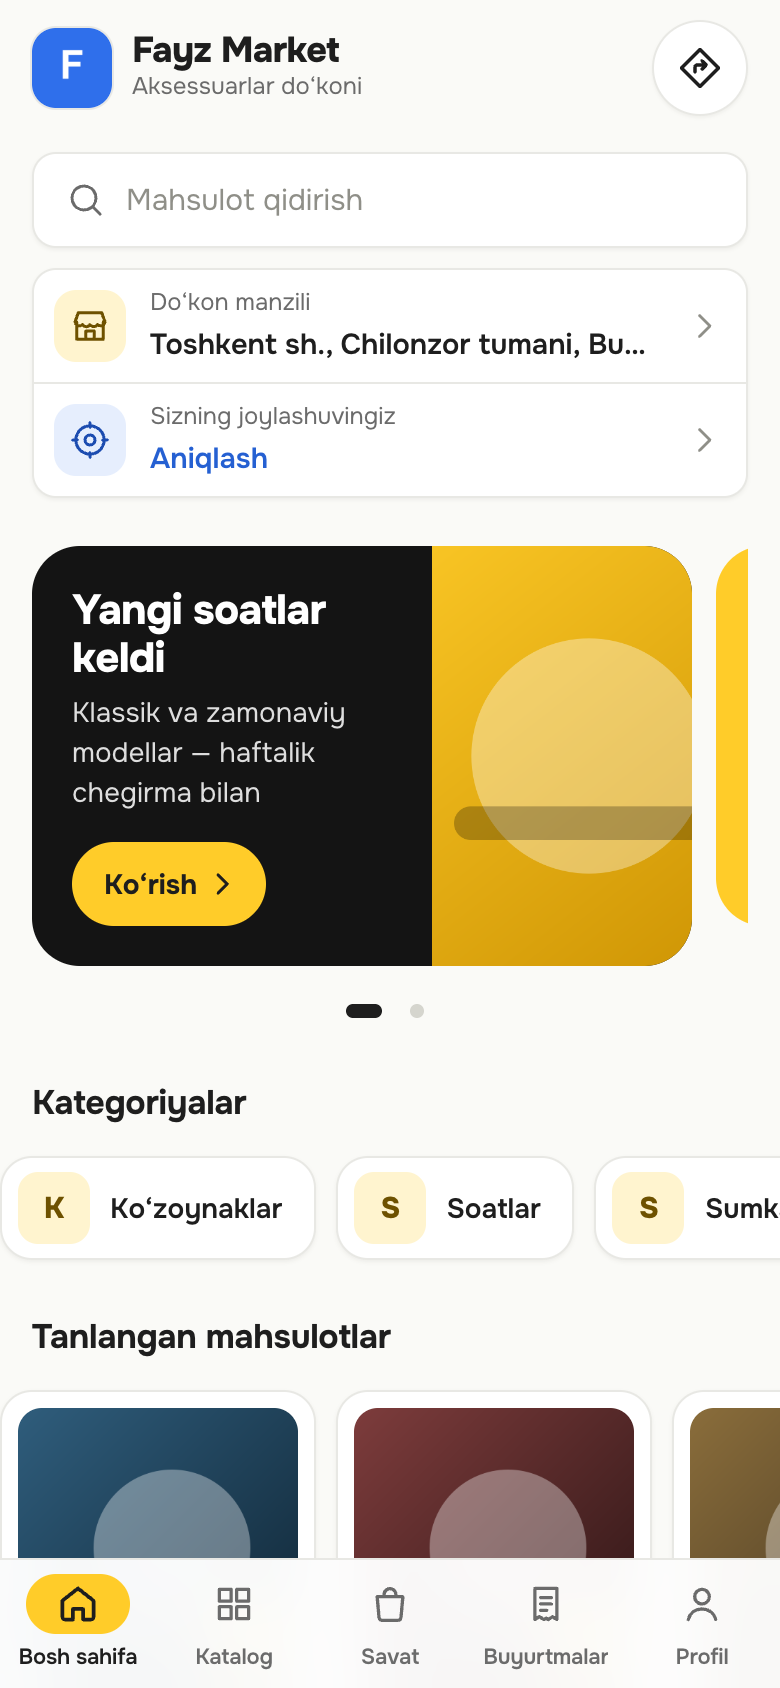 F
Fayz Market
Aksessuarlar do‘koni
Mahsulot qidirish
Do‘kon manzili
Toshkent sh., Chilonzor tumani, Bu...
Sizning joylashuvingiz
Aniqlash
Yangi soatlar
keldi
Klassik va zamonaviy
modellar — haftalik
chegirma bilan
Ko‘rish
Kategoriyalar
K Ko‘zoynaklar S Soatlar S Sumk
Tanlangan mahsulotlar
Bosh sahifa Katalog Savat Buyurtmalar Profil